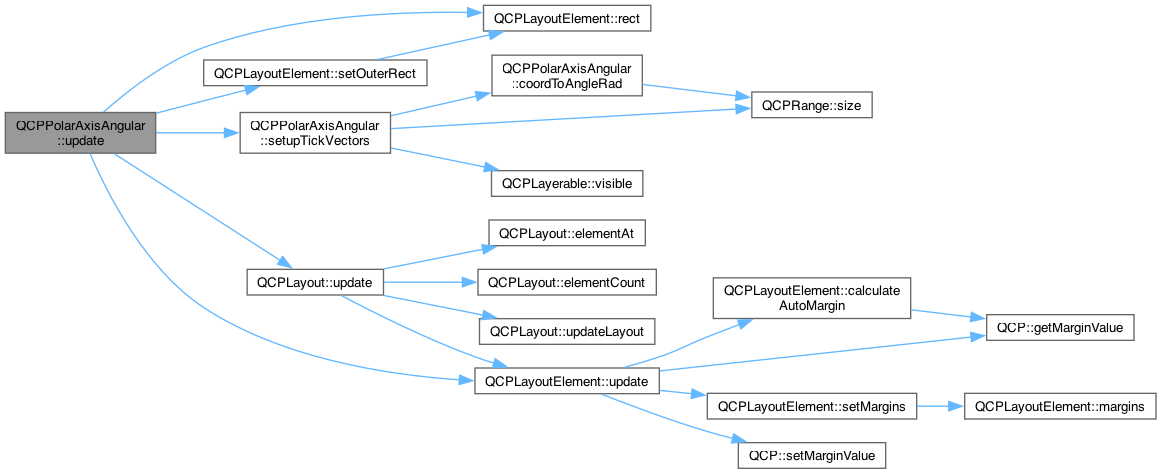 QCPPolarAxisAngular
::update
QCPLayoutElement::rect
QCPLayoutElement::setOuterRect
QCPPolarAxisAngular
::setupTickVectors
QCPPolarAxisAngular
::coordToAngleRad
QCPRange::size
QCPLayerable::visible
QCPLayout::update
QCPLayout::elementAt
QCPLayout::elementCount
QCPLayout::updateLayout
QCPLayoutElement::update
QCPLayoutElement::calculate
AutoMargin
QCP::getMarginValue
QCPLayoutElement::setMargins
QCPLayoutElement::margins
QCP::setMarginValue